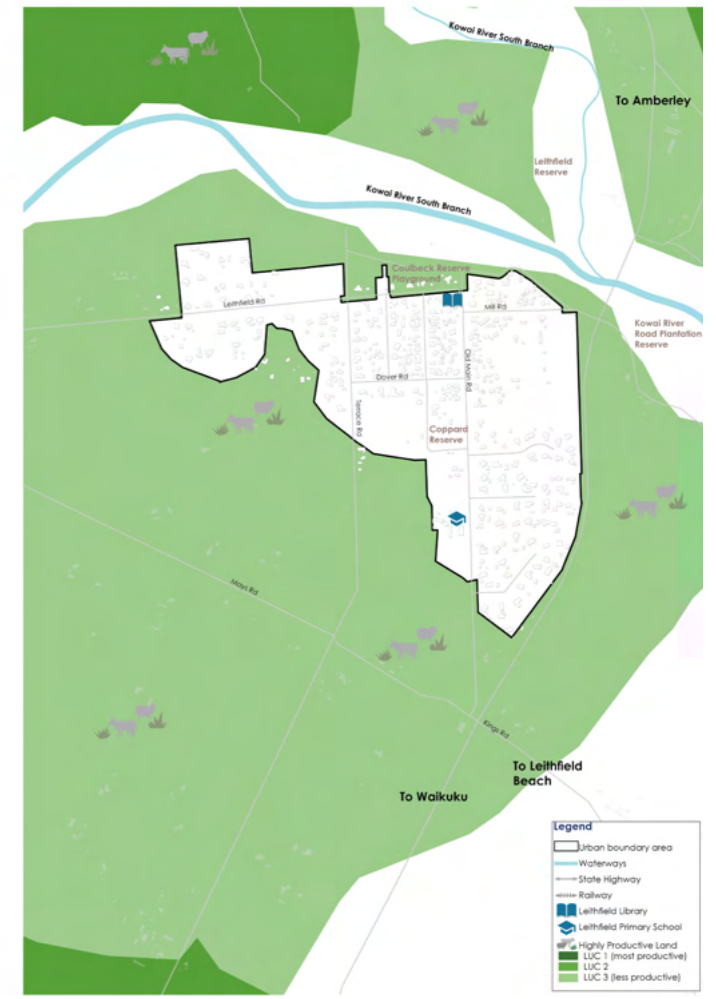 Kowai River South Branch
To Amberley
Leithfield
Reserve
Kowai River South Branch
Coulbeck Reserve
Playground
Leithfield Rd
Mill Rd
Kowai River
Road Plantation
Reserve
Old Main Rd
Dover Rd
Terrace Rd
Coppard
Reserve
Mays Rd
Kings Rd
To Leithfield
Beach
To Waikuku
Legend
Urban boundary area
Waterways
State Highway
Railway
Leithfield Library
Leithfield Primary School
Highly Productive Land
LUC 1 (most productive)
LUC 2
LUC 3 (less productive)